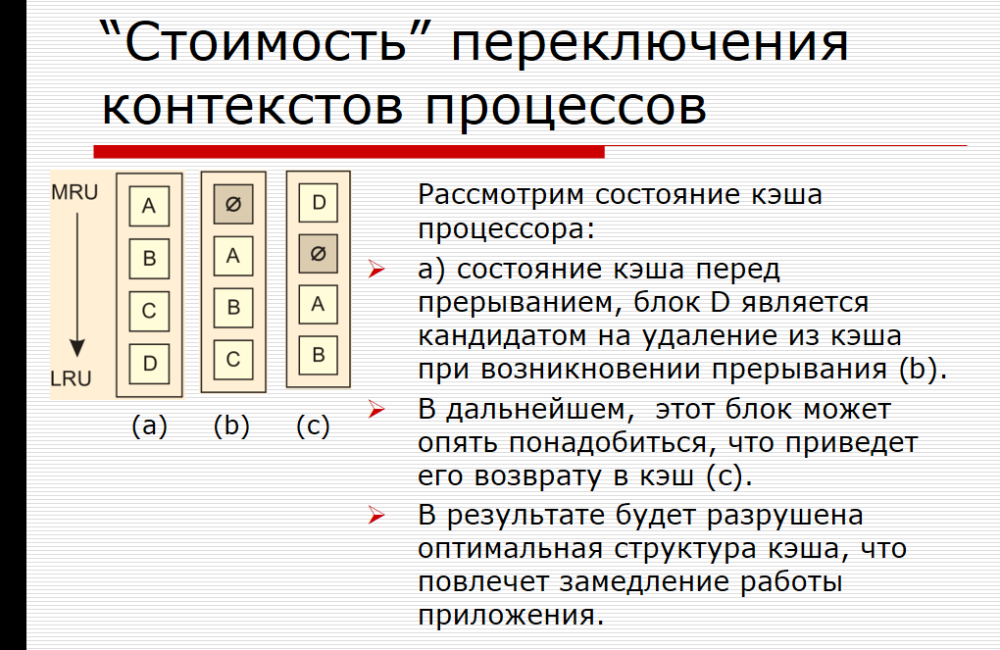 “Стоимость” переключения
контекстов процессов
MRU
LRU
A
B
C
D
∅
A
B
C
D
∅
A
B
(a)
(b)
(c)
Рассмотрим состояние кэша
процессора:
а) состояние кэша перед
прерыванием, блок D является
кандидатом на удаление из кэша
при возникновении прерывания (b).
В дальнейшем, этот блок может
опять понадобиться, что приведет
его возврату в кэш (с).
В результате будет разрушена
оптимальная структура кэша, что
повлечет замедление работы
приложения.